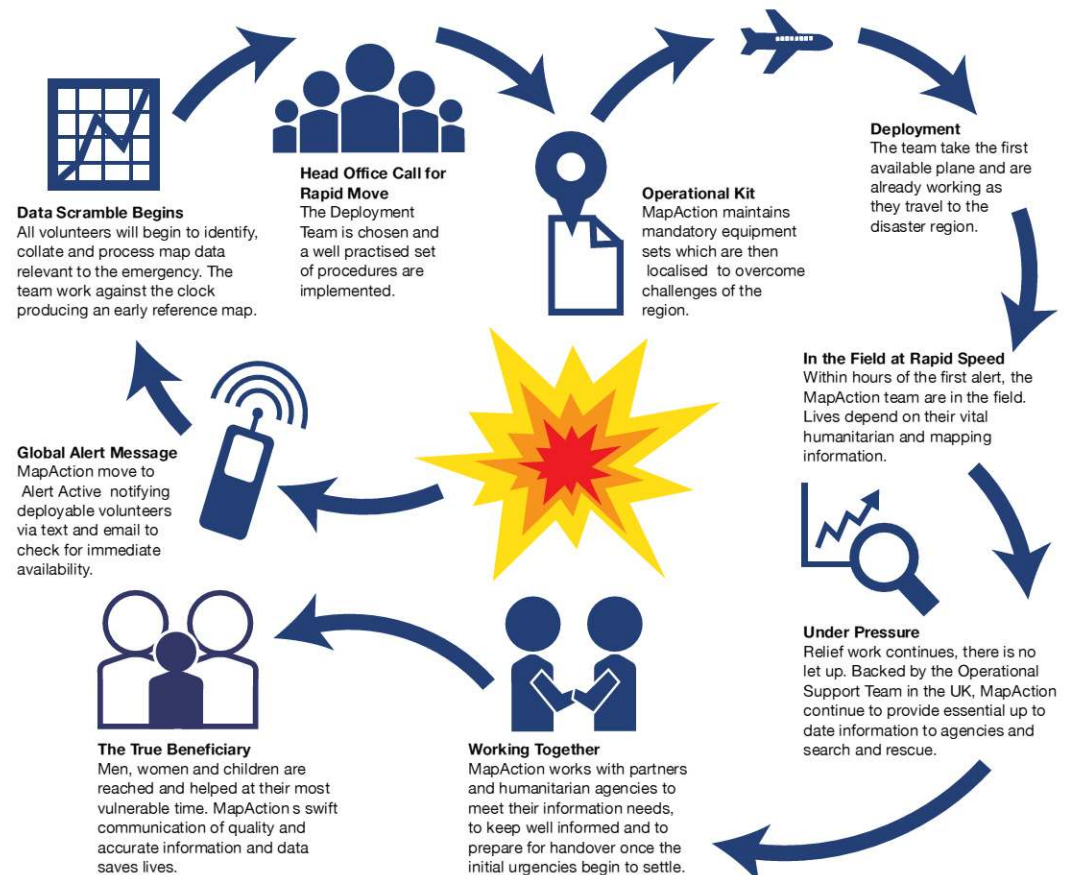 Data Scramble Begins
All volunteers will begin to identify,
collate and process map data
relevant to the emergency. The
team work against the clock
producing an early reference map.
Head Office Call for
Rapid Move
The Deployment
Team is chosen and
a well practised set
of procedures are
implemented.
Operational Kit
MapAction maintains
mandatory equipment
sets which are then
localised to overcome
challenges of the
region.
Deployment
The team take the first
available plane and are
already working as
they travel to the
disaster region.
In the Field at Rapid Speed
Within hours of the first alert, the
MapAction team are in the field.
Lives depend on their vital
humanitarian and mapping
information.
Global Alert Message
MapAction move to
Alert Active notifying
deployable volunteers
via text and email to
check for immediate
availability.
Under Pressure
Relief work continues, there is no
let up. Backed by the Operational
Support Team in the UK, MapAction
continue to provide essential up to
date information to agencies and
search and rescue.
The True Beneficiary
Men, women and children are
reached and helped at their most
vulnerable time. MapAction s swift
communication of quality and
accurate information and data
saves lives.
Working Together
MapAction works with partners
and humanitarian agencies to
meet their information needs,
to keep well informed and to
prepare for handover once the
initial urgencies begin to settle.